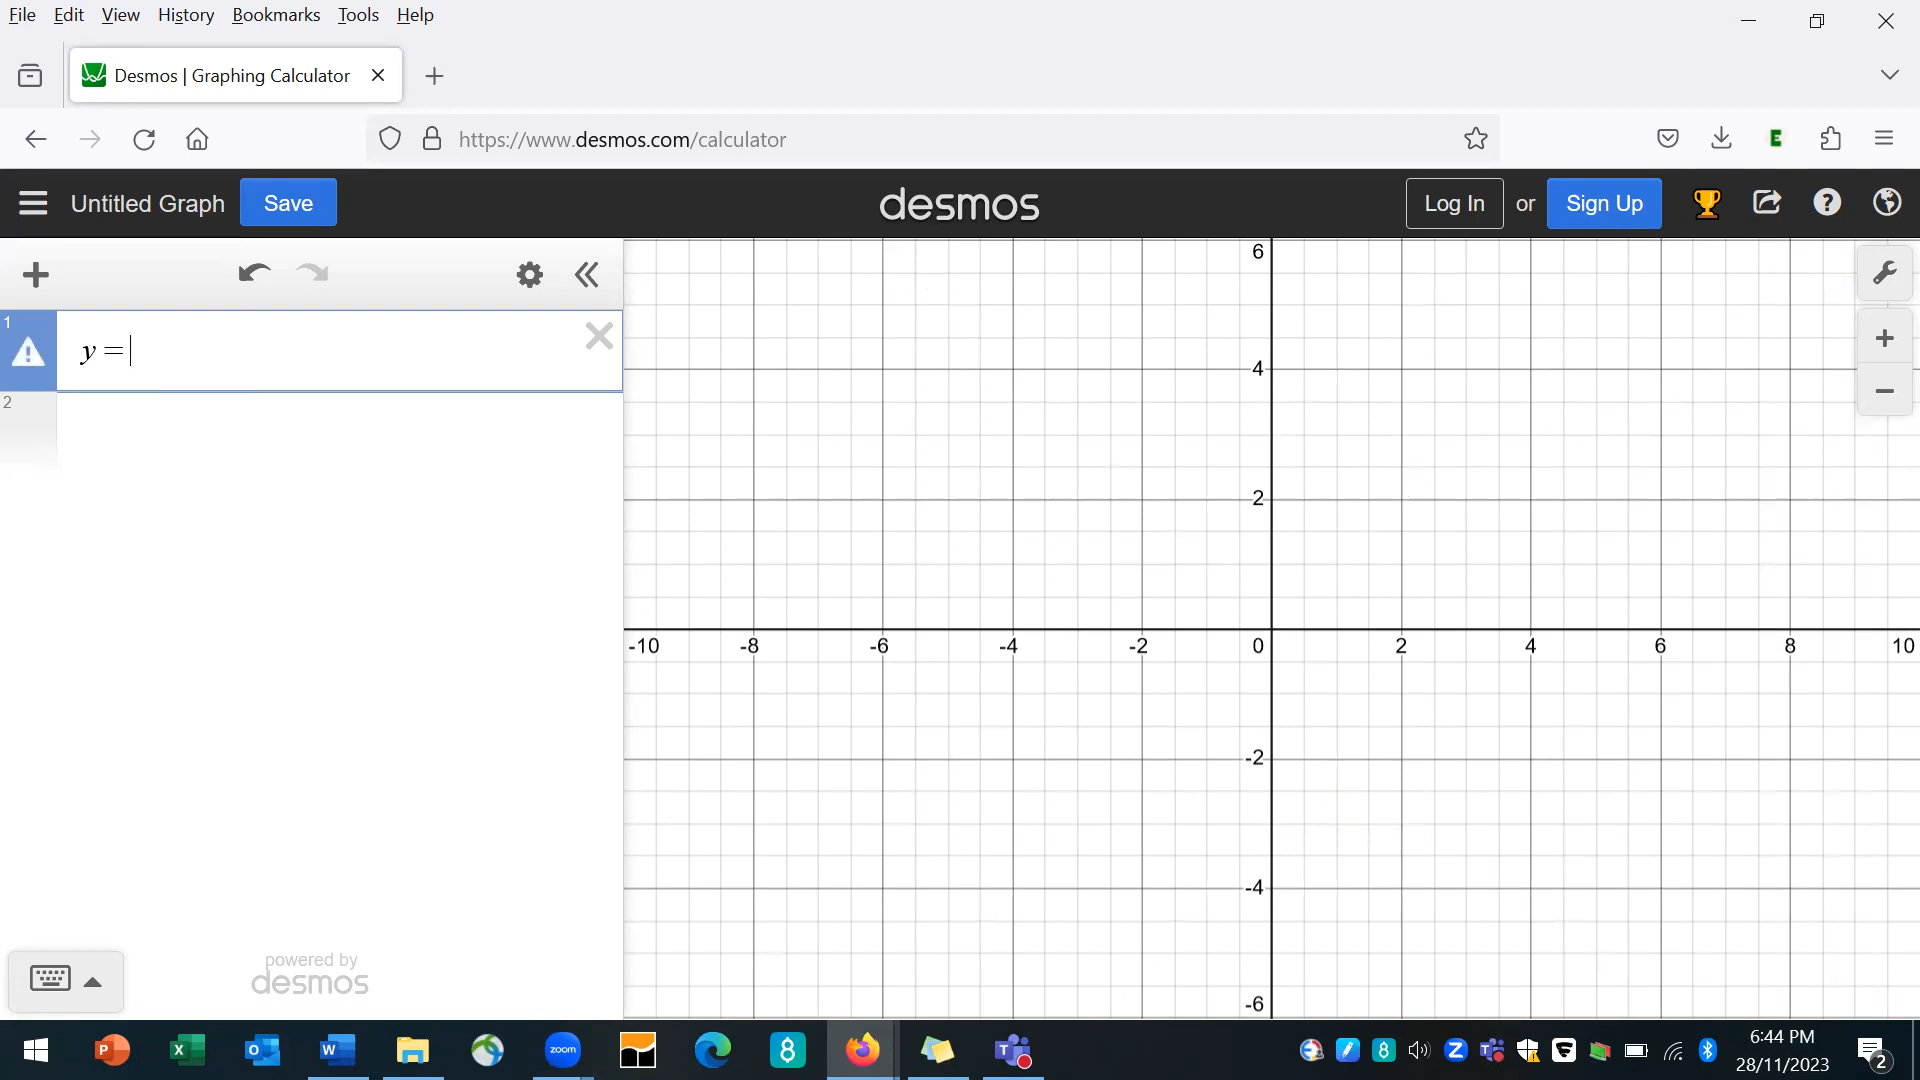 File Edit View History Bookmarks Tools Help
Desmos | Graphing Calculator
https://www.desmos.com/calculator
E
Untitled Graph Save desmos Log In or Sign Up
1
y =
2
6
4
2
-10 -8 -6 -4 -2 0 2 4 6 8 10
-2
-4
-6
powered by
desmos
zoom
6:44 PM
28/11/2023
2